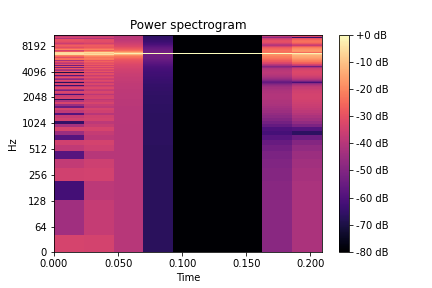 Power spectrogram
8192
4096
2048
1024
512
256
128
64
0
Hz
0.000 0.050 0.100 0.150 0.200
Time
+0 dB
-10 dB
-20 dB
-30 dB
-40 dB
-50 dB
-60 dB
-70 dB
-80 dB